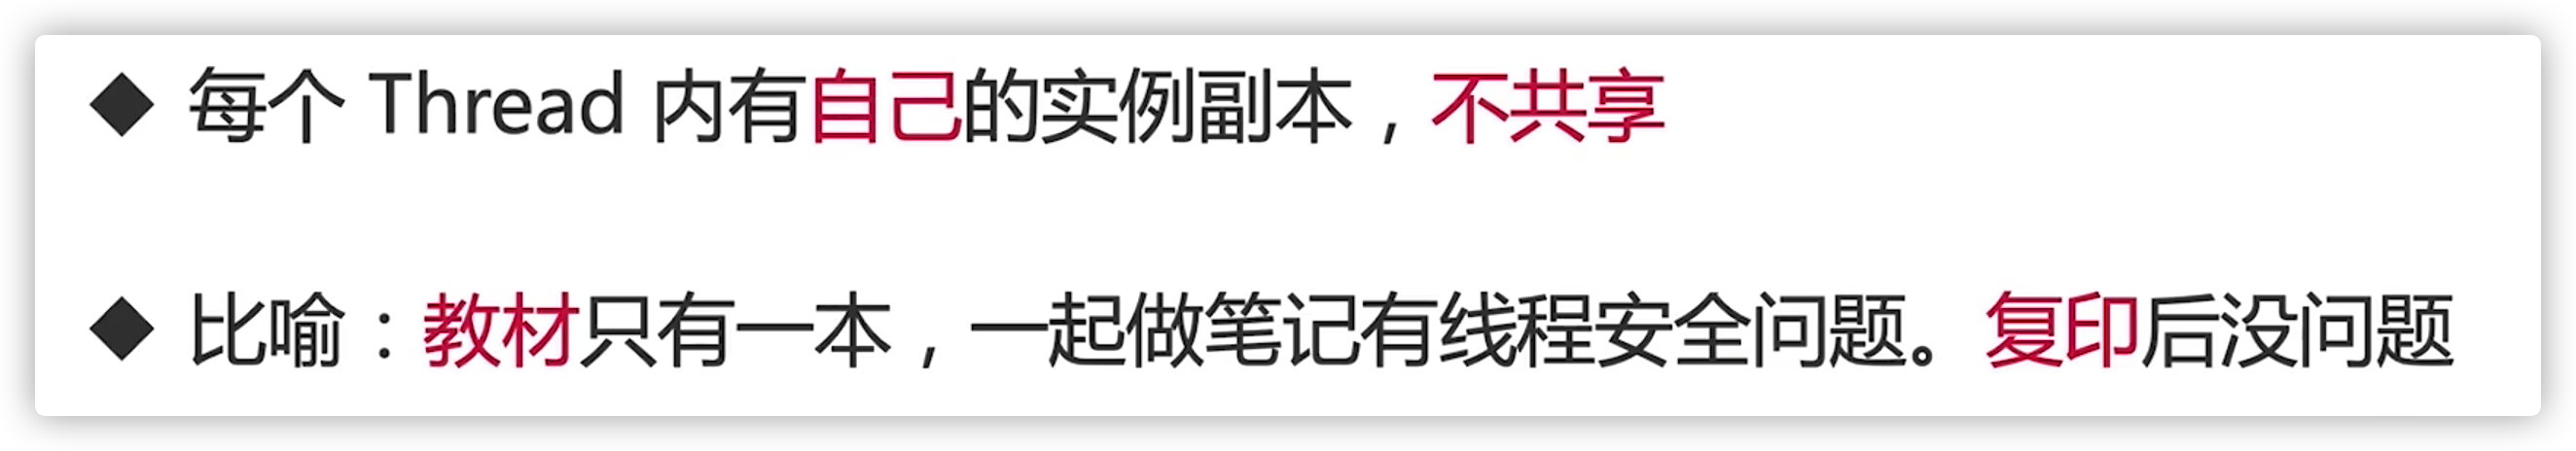 ◆ 每个 Thread 内有自己的实例副本，不共享
◆ 比喻：教材只有一本，一起做笔记有线程安全问题。复印后没问题